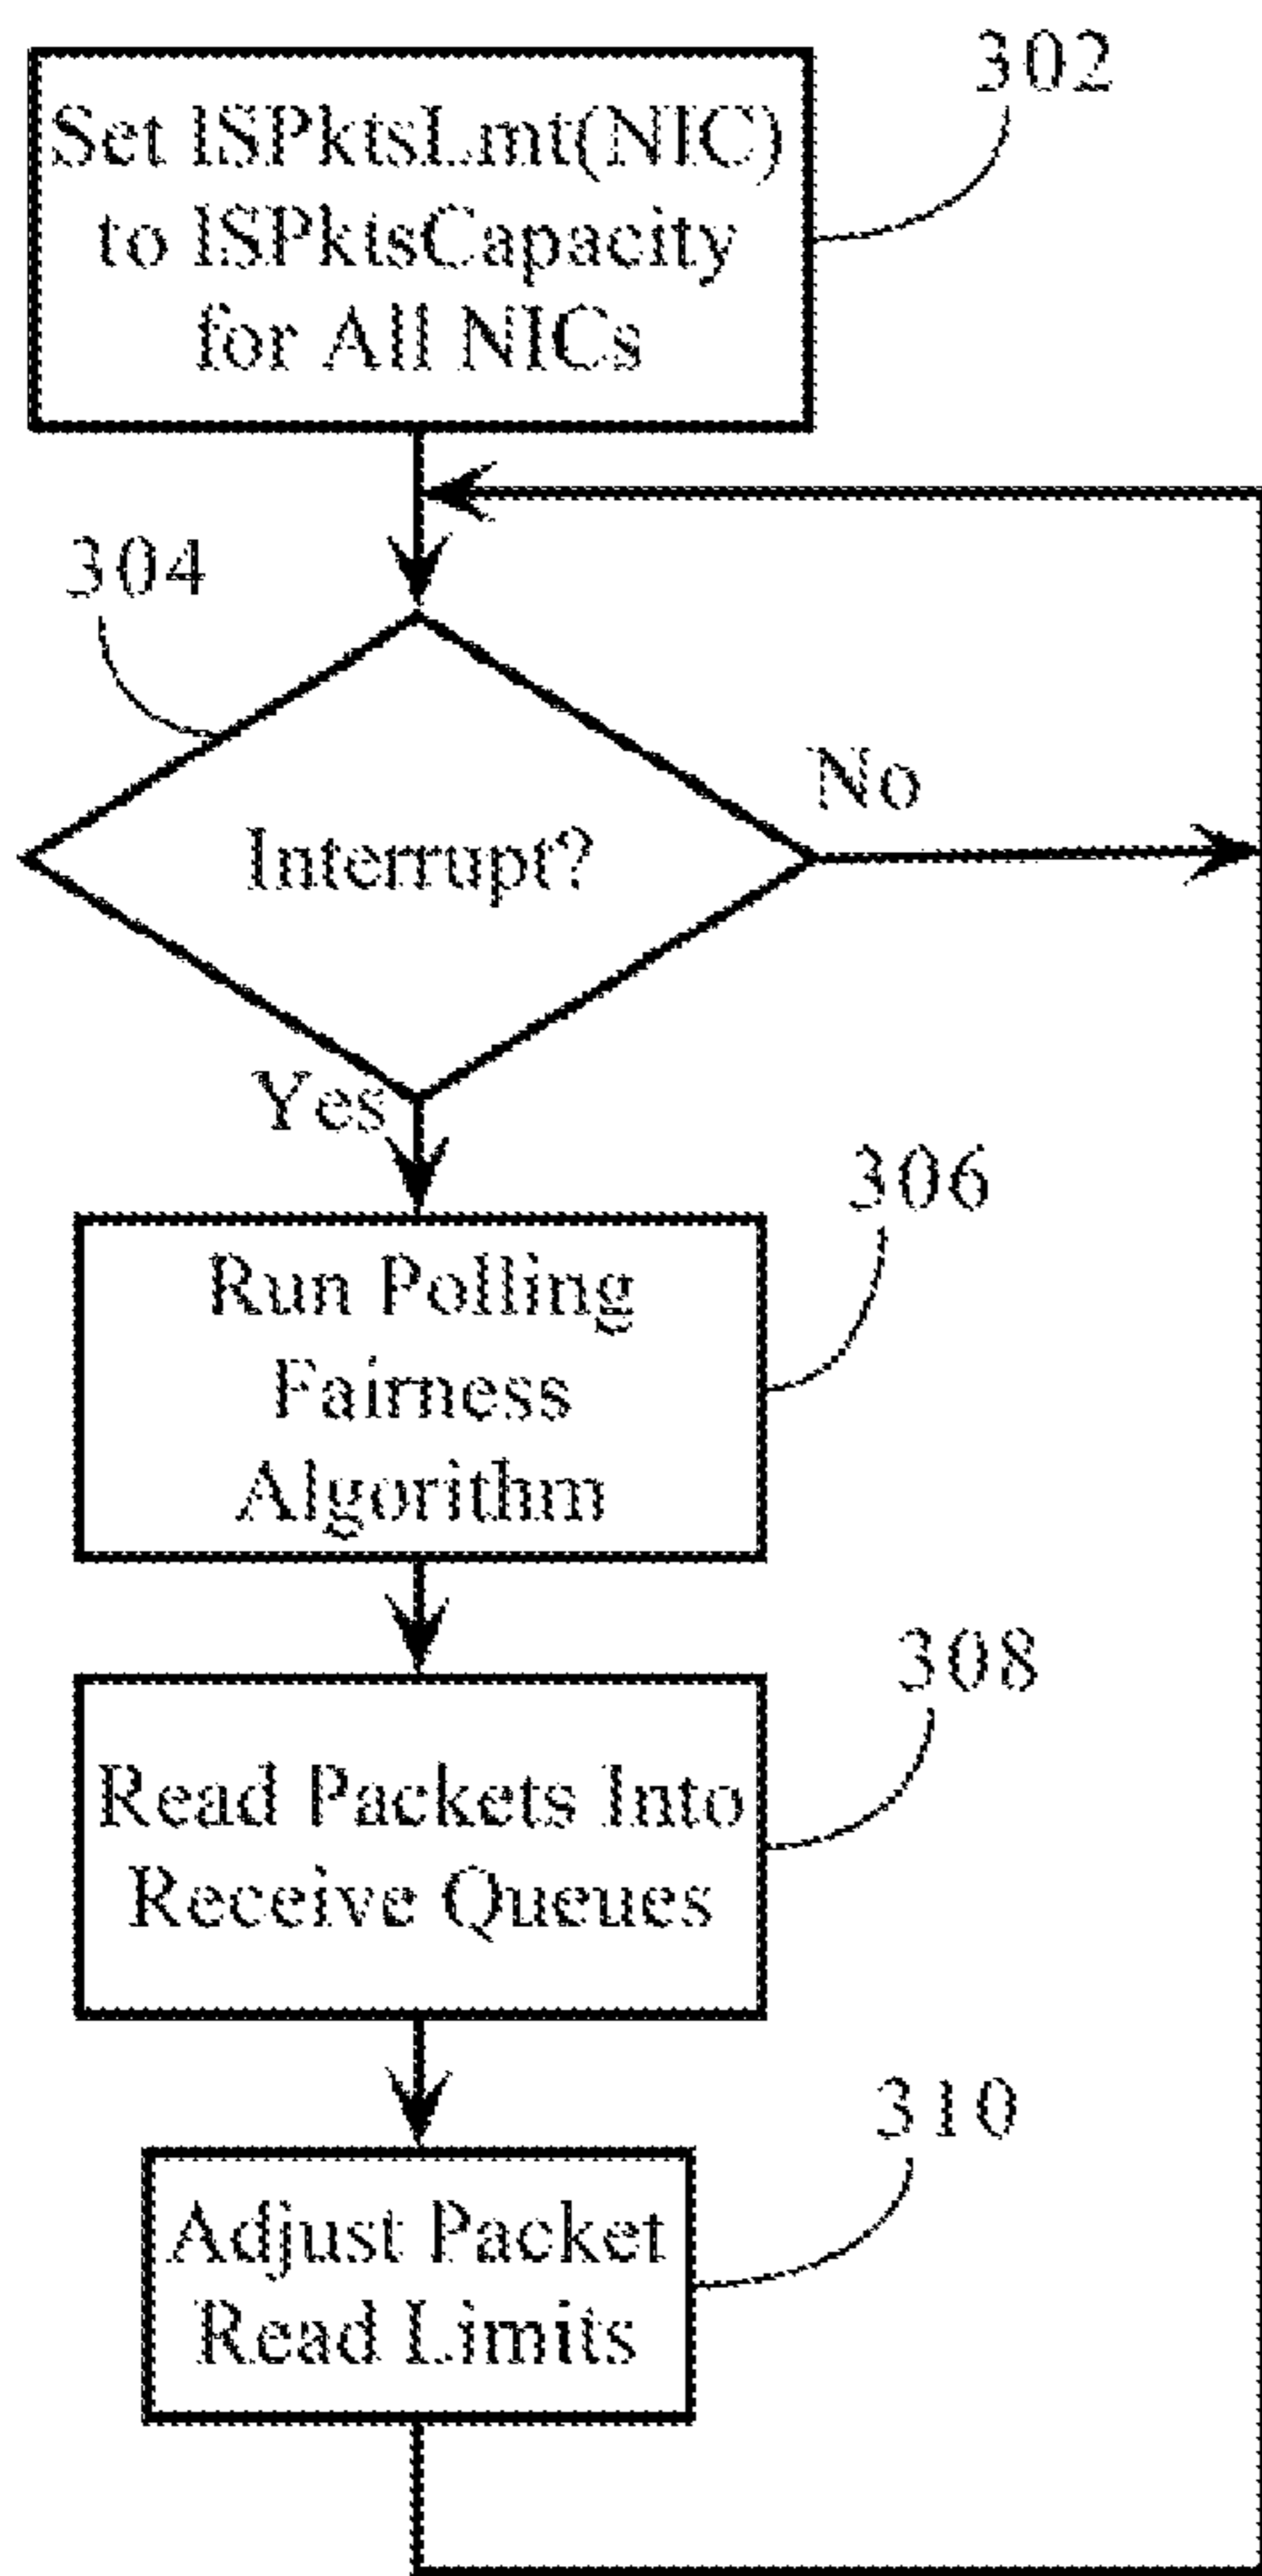 302
Set ISPktsLmt(NIC)
to ISPktsCapacity
for All NICs
304
Interrupt?
No
Yes
306
Run Polling
Fairness
Algorithm
308
Read Packets Into
Receive Queues
310
Adjust Packet
Read Limits